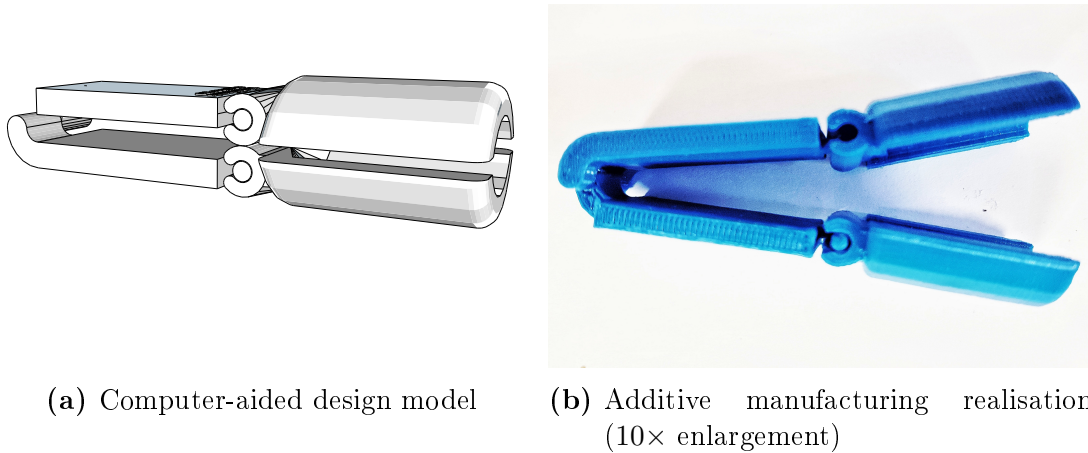 (a) Computer-aided design model
(b) Additive manufacturing realisation
(10× enlargement)